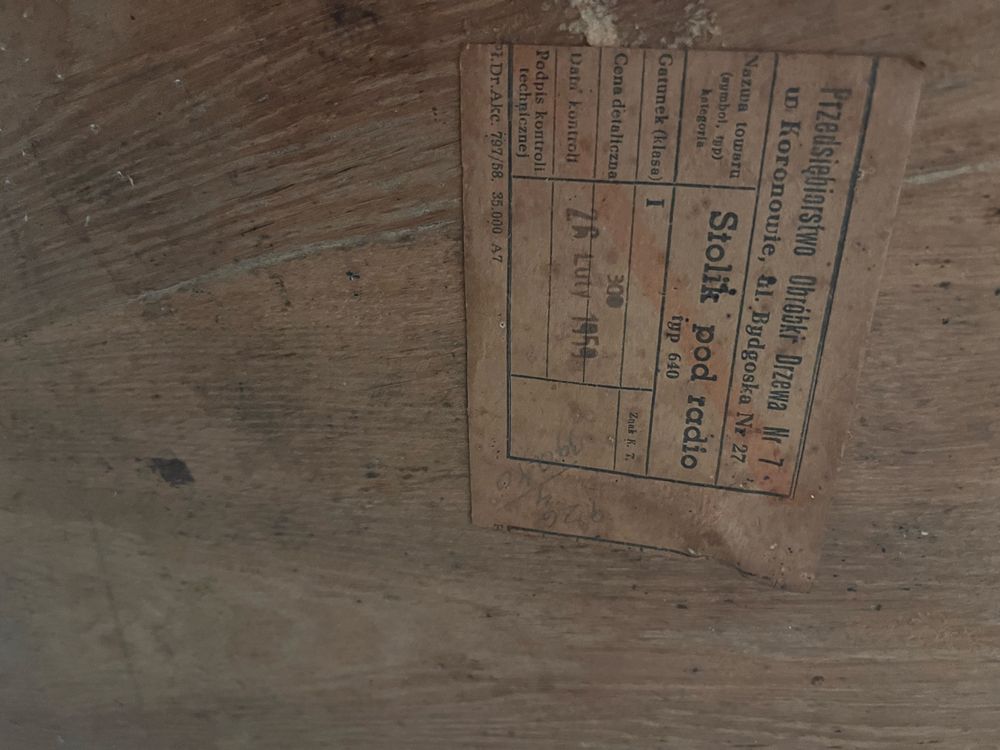 Przedsiębiorstwo Obróbki Drzewa Nr 7
w Koronowie, ul. Bydgoska Nr 27
Nazwa towaru
(symbol, typ)
kategoria
Stolik pod radio
typ 640
Gatunek (klasa)
I
Cena detaliczna
300
Znak K. T.
Data kontroli
LUTY 1959
Podpis kontroli
technicznej
Pł.Dr.Akc. 797/58. 35.000 A7